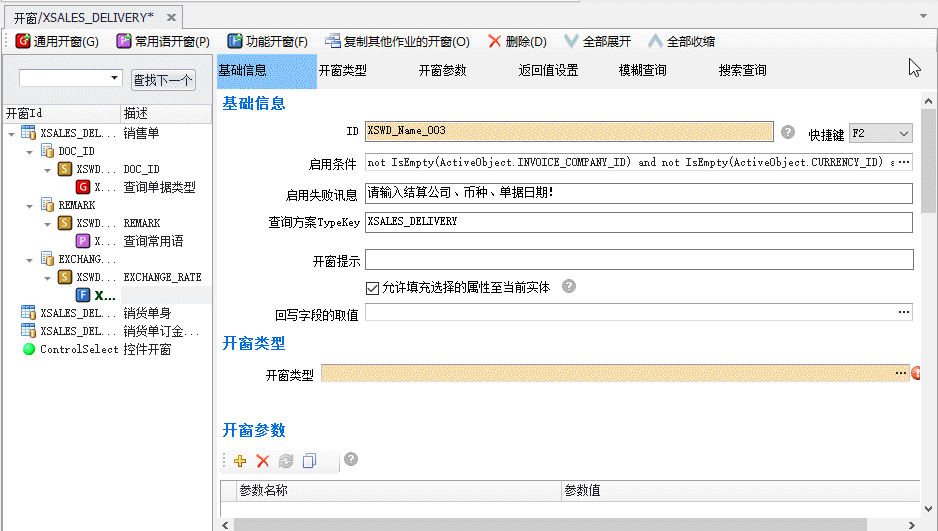 开窗/XSALES_DELIVERY*
通用开窗(G) 常用语开窗(P) 功能开窗(F) 复制其他作业的开窗(O) 删除(D) 全部展开 全部收缩
查找下一个
开窗Id 描述
XSALES_DEL... 销售单
DOC_ID
XSWD... DOC_ID
G X... 查询单据类型
REMARK
XSWD... REMARK
P X... 查询常用语
EXCHANG...
XSWD... EXCHANGE_RATE
F X...
XSALES_DEL... 销货单身
XSALES_DEL... 销货单订金...
ControlSelect 控件开窗
基础信息 开窗类型 开窗参数 返回值设置 模糊查询 搜索查询
基础信息
ID XSWD_Name_003 快捷键 F2
启用条件 not IsEmpty(ActiveObject.INVOICE_COMPANY_ID) and not IsEmpty(ActiveObject.CURRENCY_ID) a ...
启用失败讯息 请输入结算公司、币种、单据日期!
查询方案TypeKey XSALES_DELIVERY
开窗提示
允许填充选择的属性至当前实体
回写字段的取值 ...
开窗类型
开窗类型 ...
开窗参数
参数名称 参数值